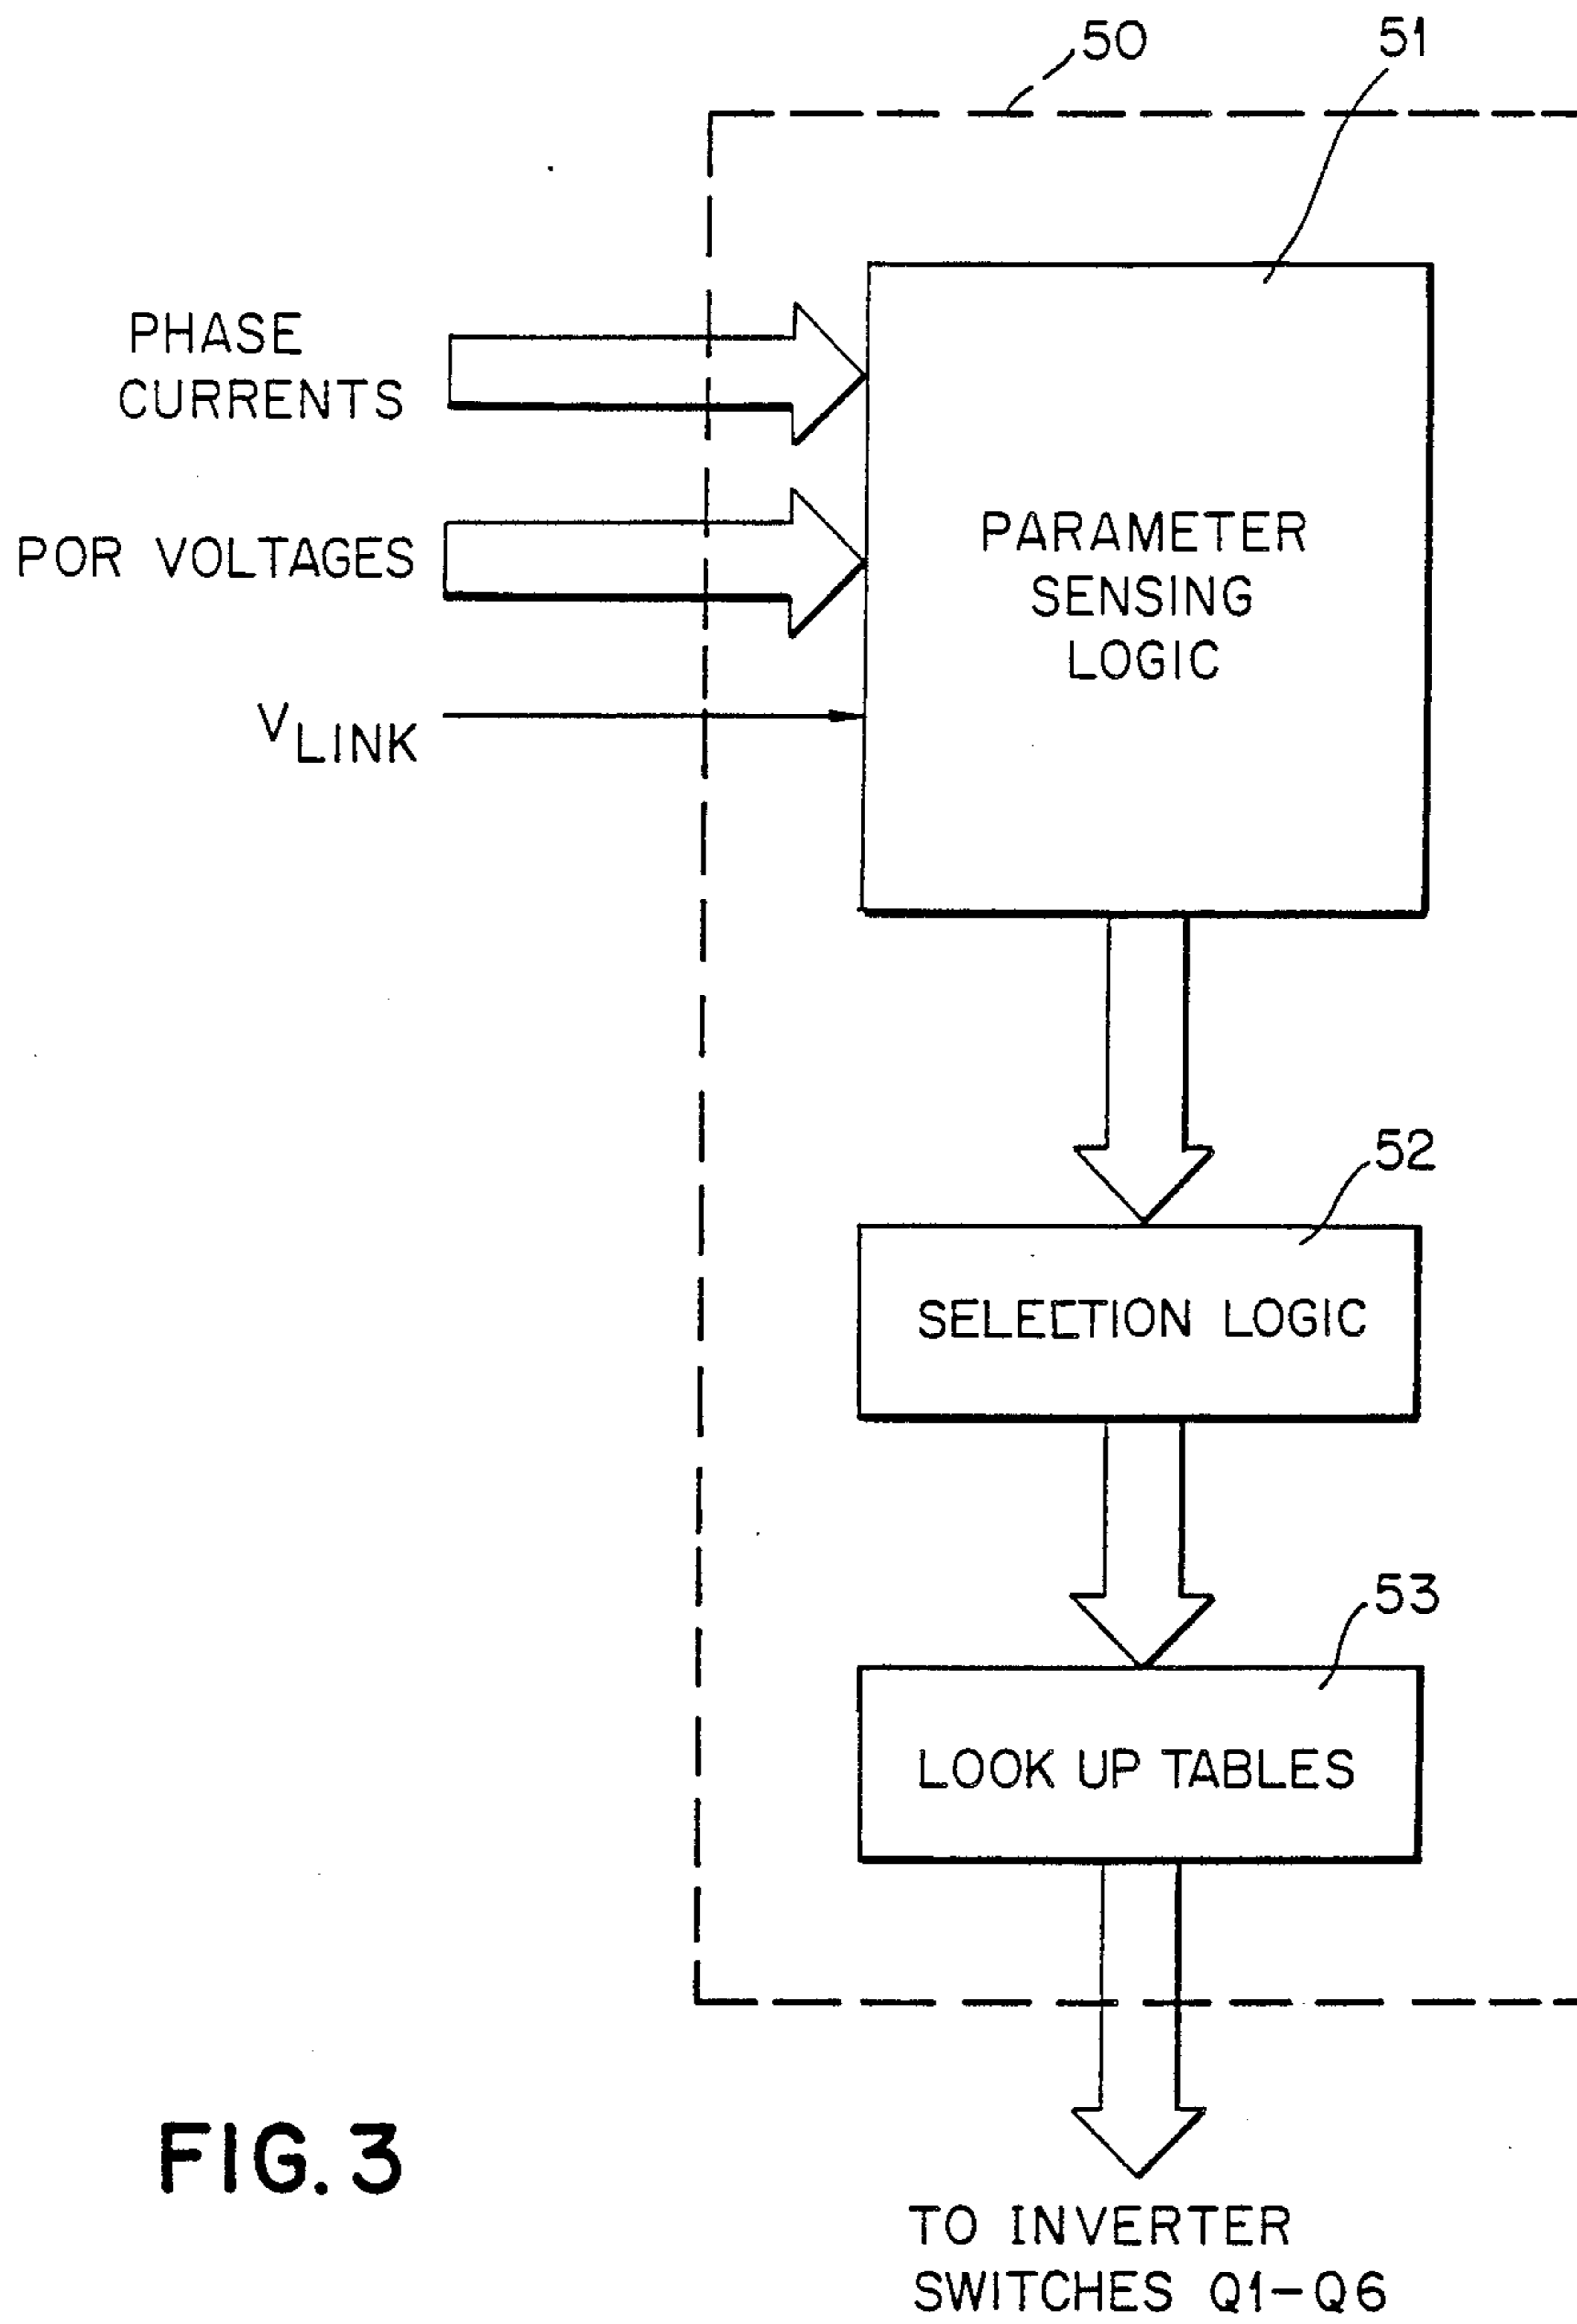 50
51
PHASE
CURRENTS
POR VOLTAGES
VLINK
PARAMETER
SENSING
LOGIC
52
SELECTION LOGIC
53
LOOK UP TABLES
FIG. 3
TO INVERTER
SWITCHES Q1-Q6